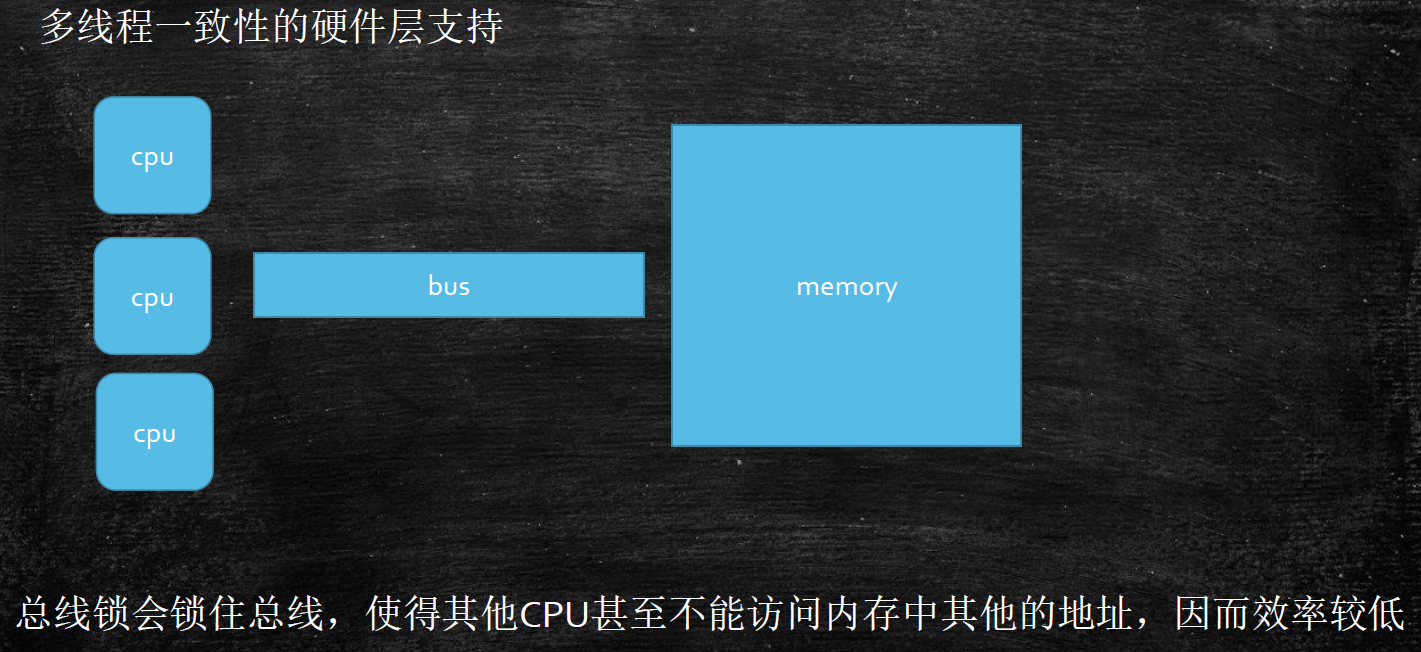 多线程一致性的硬件层支持
cpu
cpu
bus
memory
cpu
总线锁会锁住总线，使得其他CPU甚至不能访问内存中其他的地址，因而效率较低